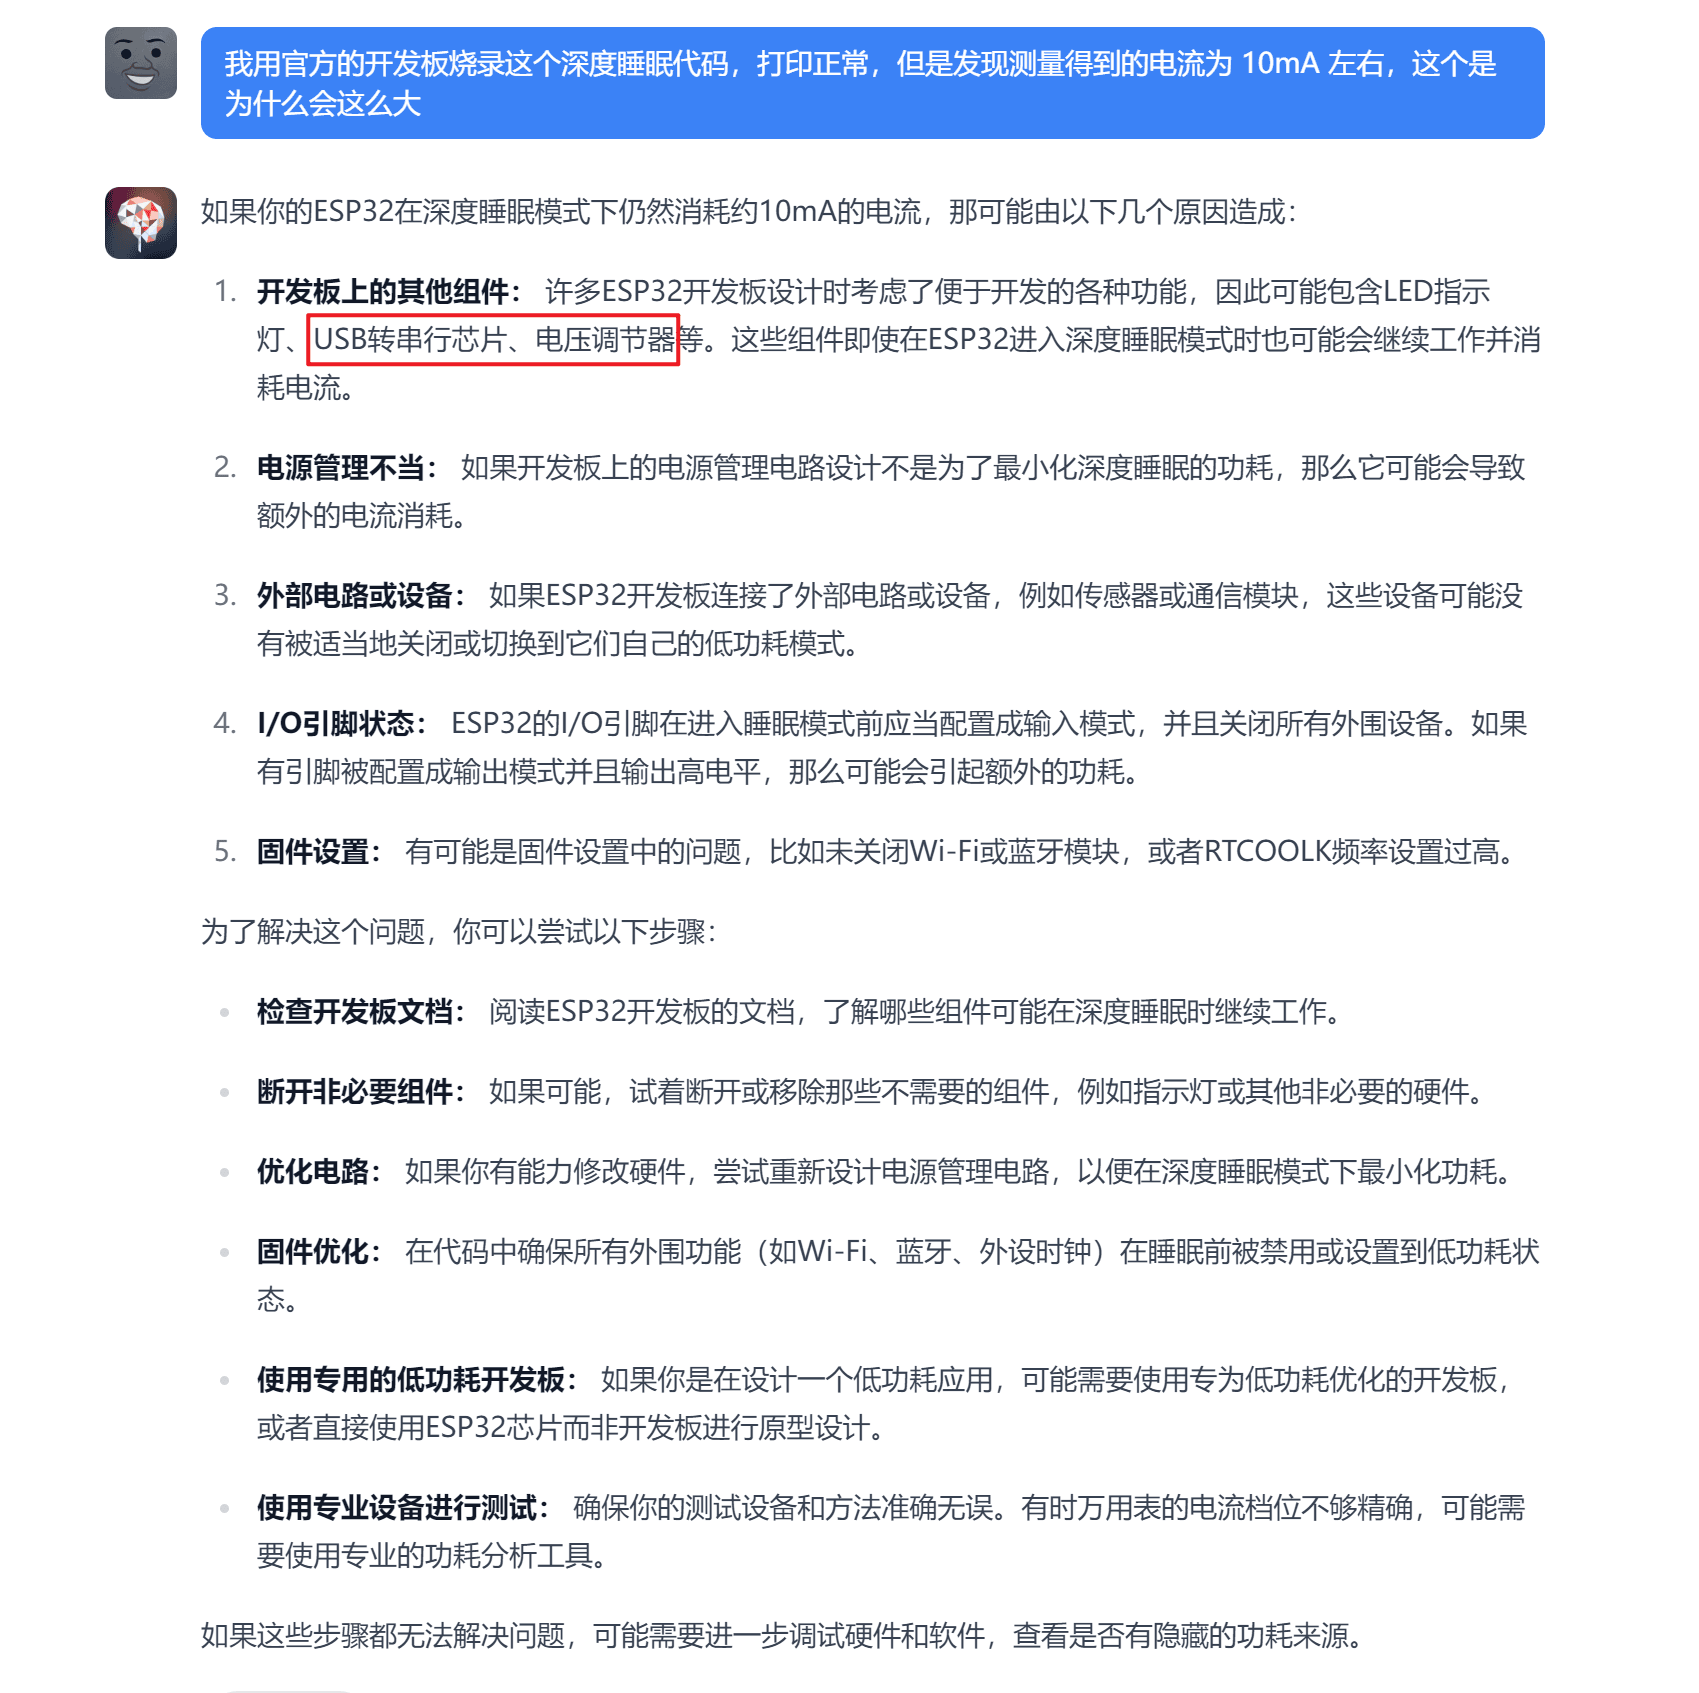 我用官方的开发板烧录这个深度睡眠代码，打印正常，但是发现测量得到的电流为 10mA 左右，这个是
为什么会这么大
如果你的ESP32在深度睡眠模式下仍然消耗约10mA的电流，那可能由以下几个原因造成：
1. 开发板上的其他组件： 许多ESP32开发板设计时考虑了便于开发的各种功能，因此可能包含LED指示
灯、USB转串行芯片、电压调节器等。这些组件即使在ESP32进入深度睡眠模式时也可能会继续工作并消
耗电流。
2. 电源管理不当： 如果开发板上的电源管理电路设计不是为了最小化深度睡眠的功耗，那么它可能会导致
额外的电流消耗。
3. 外部电路或设备： 如果ESP32开发板连接了外部电路或设备，例如传感器或通信模块，这些设备可能没
有被适当地关闭或切换到它们自己的低功耗模式。
4. I/O引脚状态： ESP32的I/O引脚在进入睡眠模式前应当配置成输入模式，并且关闭所有外围设备。如果
有引脚被配置成输出模式并且输出高电平，那么可能会引起额外的功耗。
5. 固件设置： 有可能是固件设置中的问题，比如未关闭Wi-Fi或蓝牙模块，或者RTCOOLK频率设置过高。
为了解决这个问题，你可以尝试以下步骤：
• 检查开发板文档： 阅读ESP32开发板的文档，了解哪些组件可能在深度睡眠时继续工作。
• 断开非必要组件： 如果可能，试着断开或移除那些不需要的组件，例如指示灯或其他非必要的硬件。
• 优化电路： 如果你有能力修改硬件，尝试重新设计电源管理电路，以便在深度睡眠模式下最小化功耗。
• 固件优化： 在代码中确保所有外围功能（如Wi-Fi、蓝牙、外设时钟）在睡眠前被禁用或设置到低功耗状
态。
• 使用专用的低功耗开发板： 如果你是在设计一个低功耗应用，可能需要使用专为低功耗优化的开发板，
或者直接使用ESP32芯片而非开发板进行原型设计。
• 使用专业设备进行测试： 确保你的测试设备和方法准确无误。有时万用表的电流档位不够精确，可能需
要使用专业的功耗分析工具。
如果这些步骤都无法解决问题，可能需要进一步调试硬件和软件，查看是否有隐藏的功耗来源。